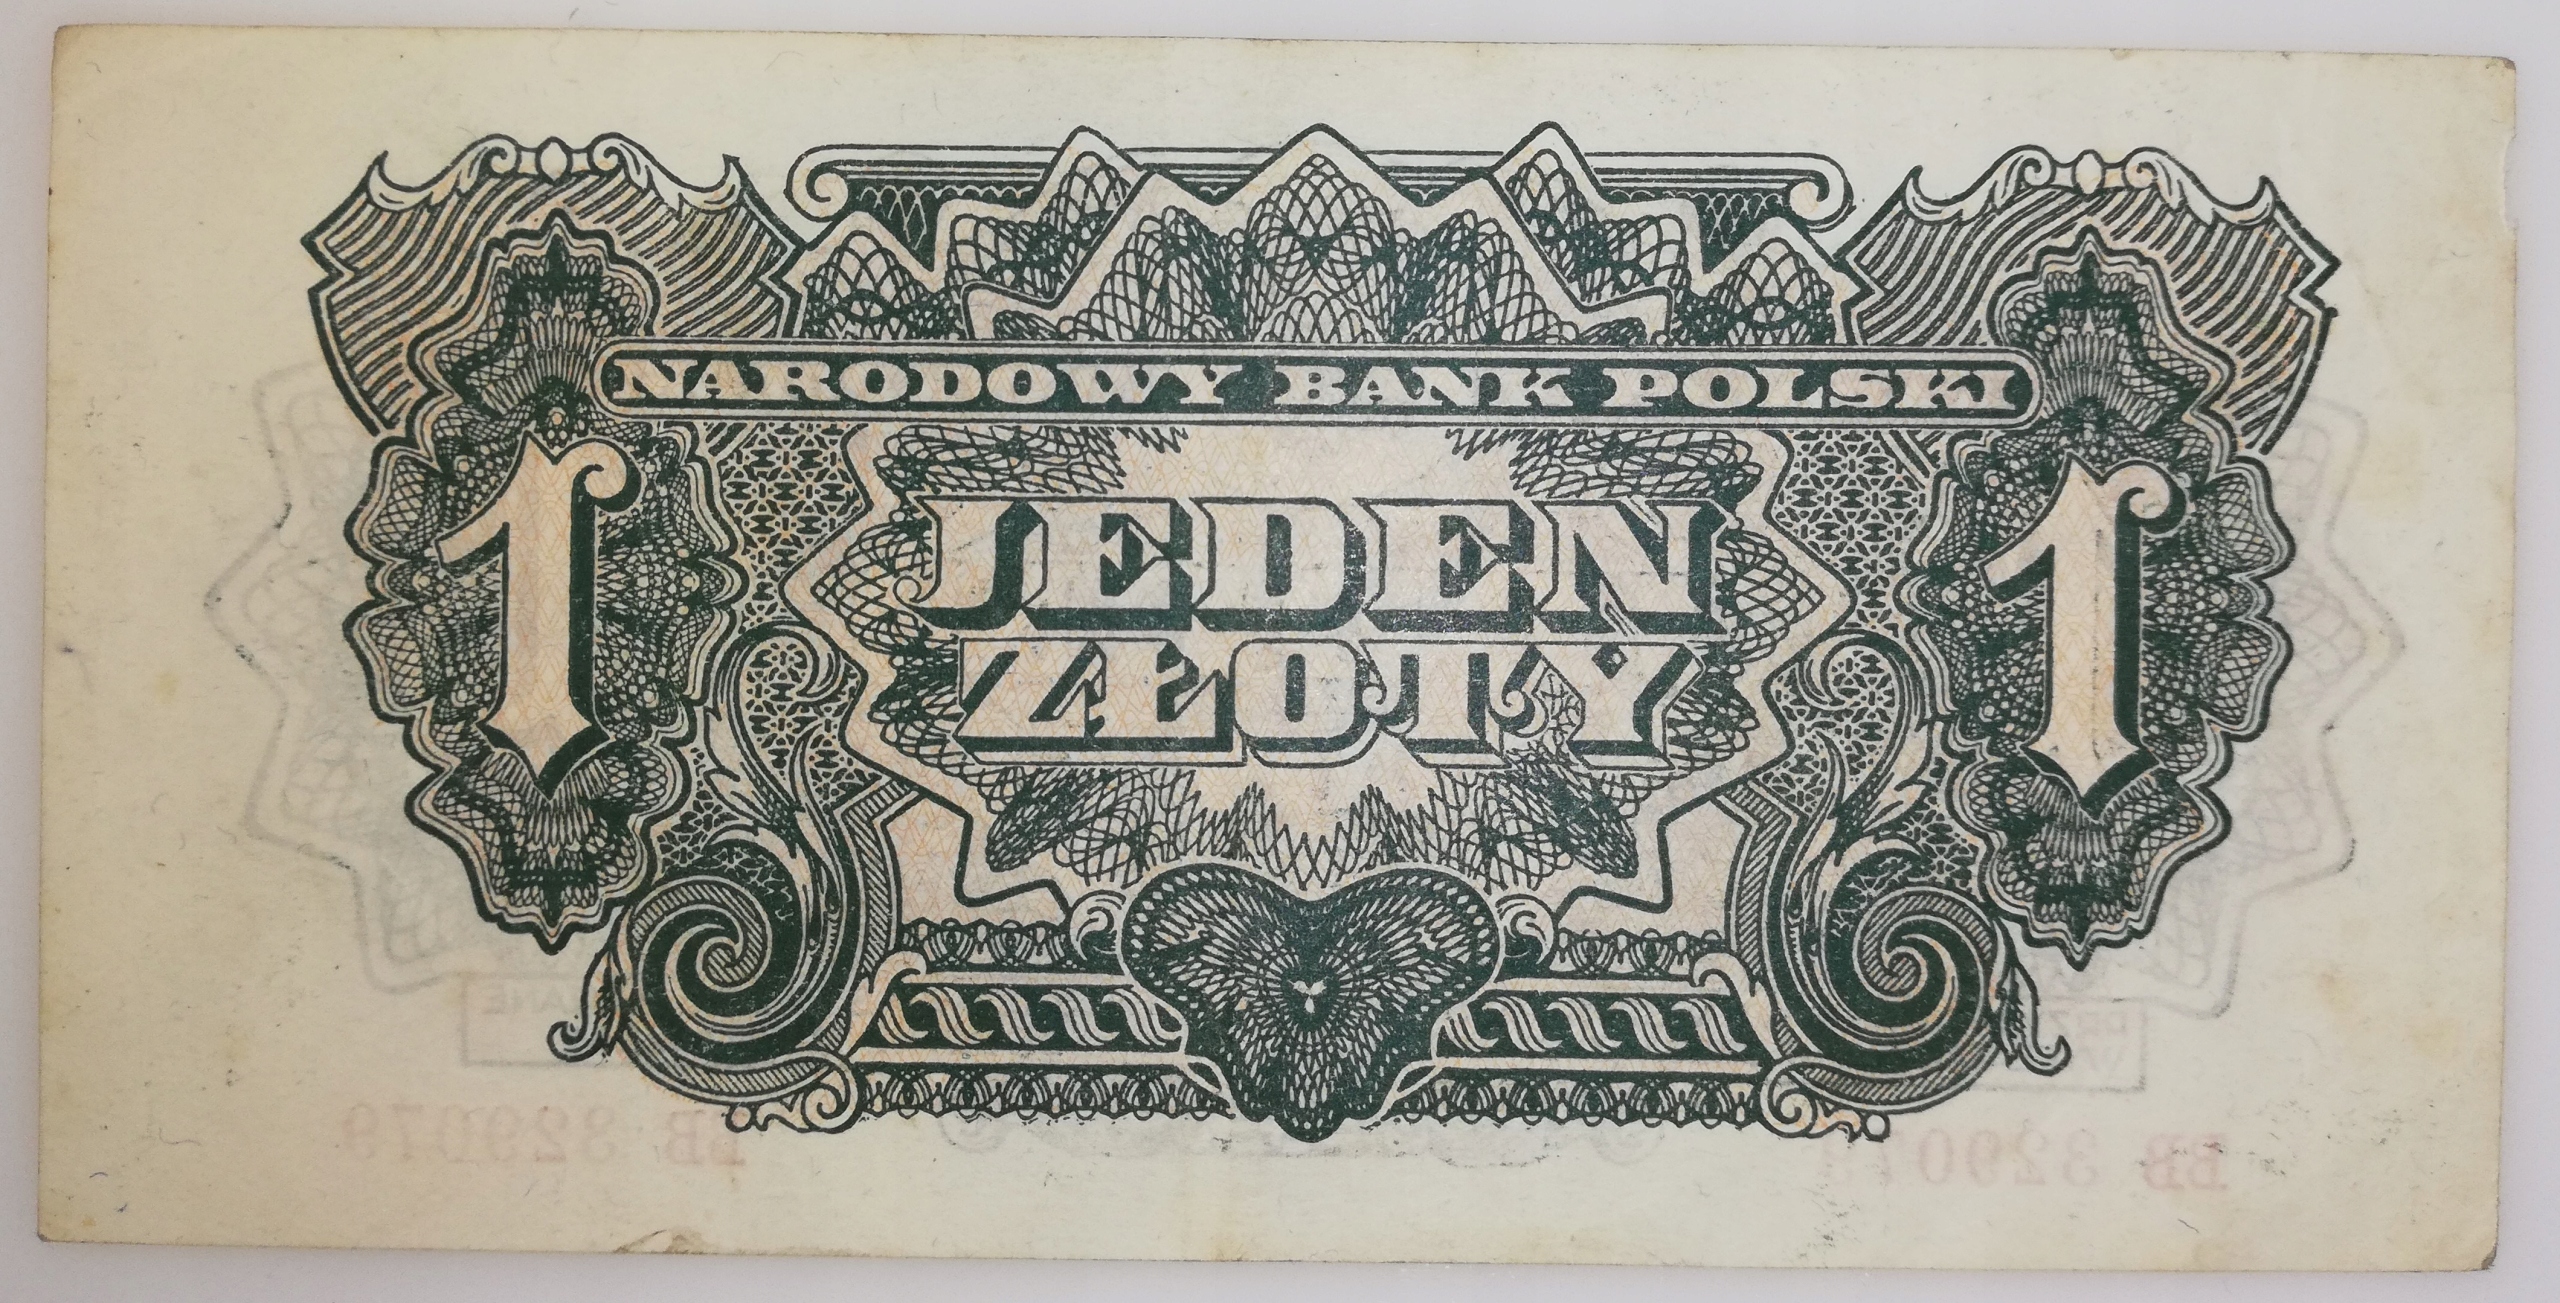 NARODOWY BANK POLSKI
1 JEDEN 1
ZŁOTY